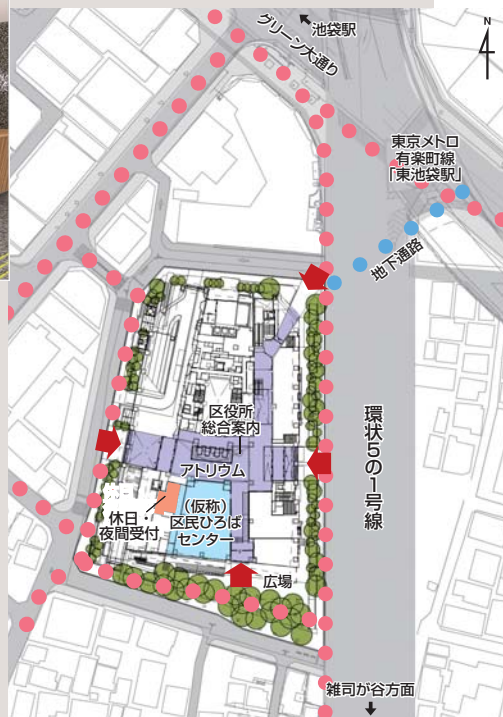 N
池袋駅
グリーン大通り
東京メトロ
有楽町線
「東池袋駅」
地下通路
区役所
総合案内
環状5の1号線
アトリウム
(仮称)
区民ひろば
センター
休日・
夜間受付
広場
雑司が谷方面